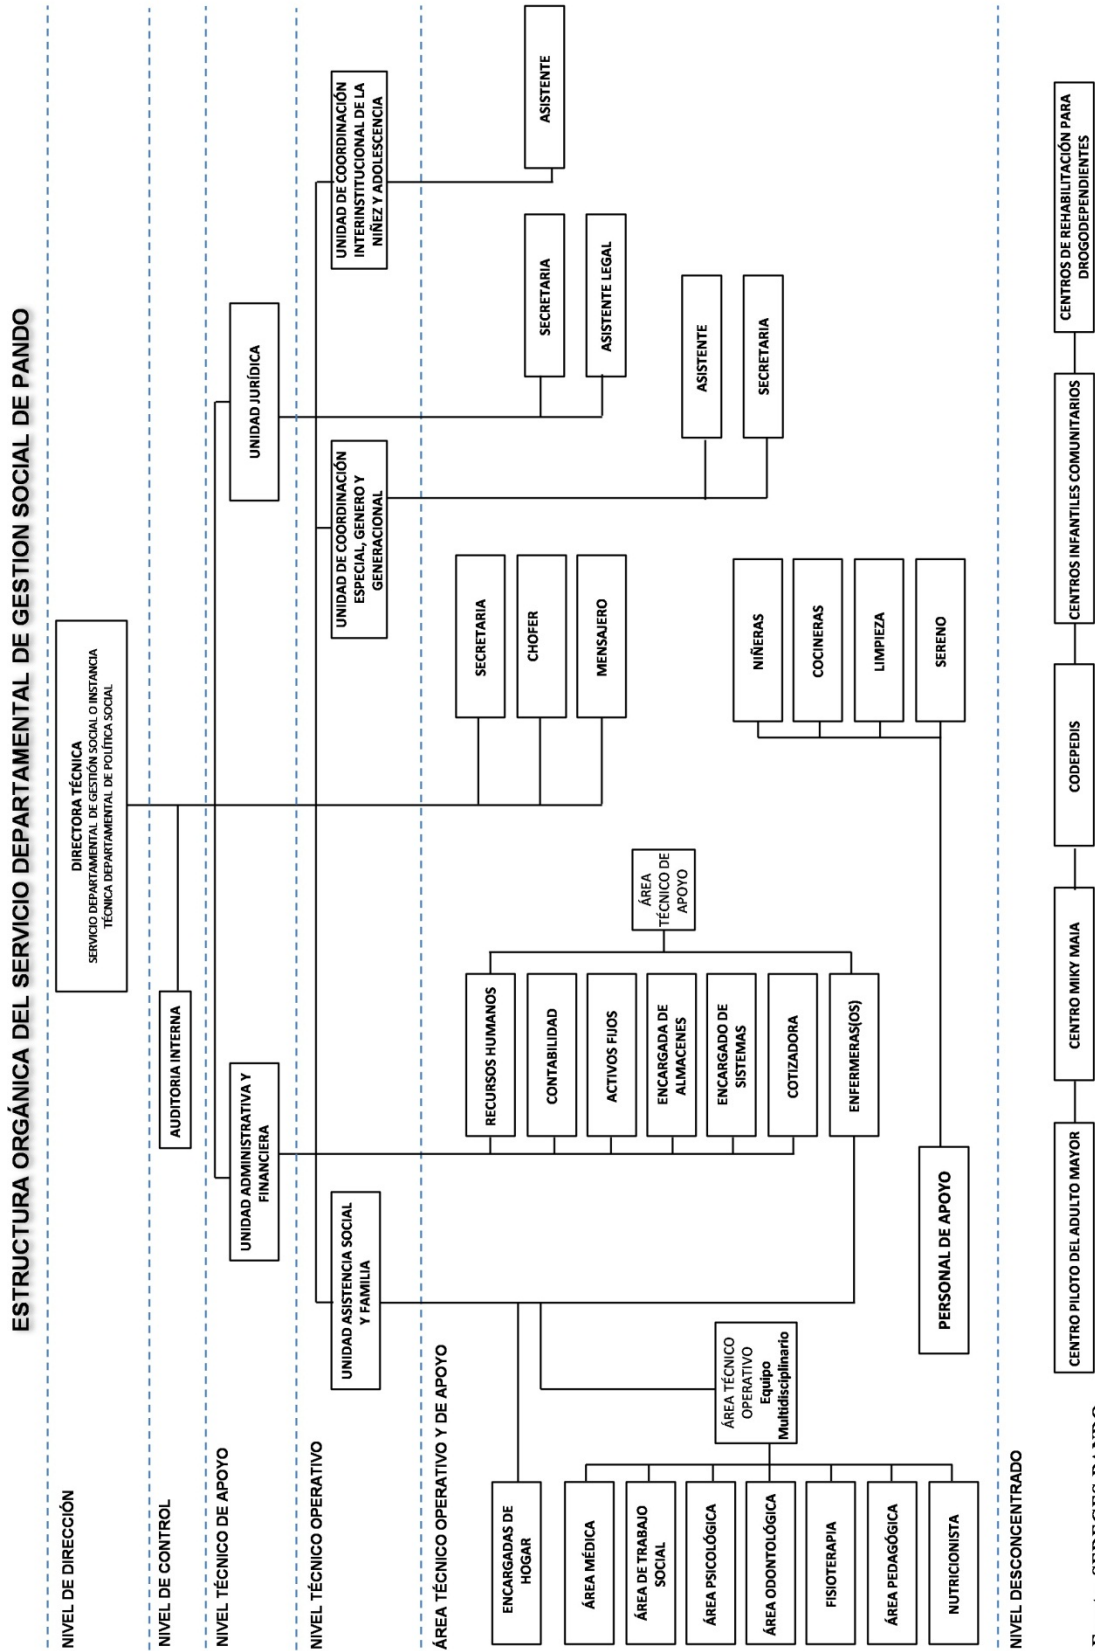 ESTRUCTURA ORGÁNICA DEL SERVICIO DEPARTAMENTAL DE GESTION SOCIAL DE PANDO
NIVEL DE DIRECCIÓN
DIRECTORA TÉCNICA
SERVICIO DEPARTAMENTAL DE GESTIÓN SOCIAL O INSTANCIA
TÉCNICA DEPARTAMENTAL DE POLÍTICA SOCIAL
NIVEL DE CONTROL
AUDITORIA INTERNA
NIVEL TÉCNICO DE APOYO
UNIDAD ADMINISTRATIVA Y
FINANCIERA
UNIDAD JURÍDICA
NIVEL TÉCNICO OPERATIVO
UNIDAD ASISTENCIA SOCIAL
Y FAMILIA
UNIDAD DE COORDINACIÓN
ESPECIAL, GENERO Y
GENERACIONAL
UNIDAD DE COORDINACIÓN
INTERINSTITUCIONAL DE LA
NIÑEZ Y ADOLESCENCIA
ÁREA TÉCNICO OPERATIVO Y DE APOYO
ENCARGADAS DE
HOGAR
ÁREA MÉDICA
ÁREA DE TRABAJO
SOCIAL
ÁREA PSICOLÓGICA
ÁREA ODONTOLÓGICA
FISIOTERAPIA
ÁREA PEDAGÓGICA
NUTRICIONISTA
ÁREA TÉCNICO
OPERATIVO
Equipo
Multidisciplinario
RECURSOS HUMANOS
CONTABILIDAD
ACTIVOS FIJOS
ENCARGADA DE
ALMACENES
ENCARGADO DE
SISTEMAS
COTIZADORA
ENFERMERAS(OS)
ÁREA
TÉCNICO DE
APOYO
PERSONAL DE APOYO
SECRETARIA
CHOFER
MENSAJERO
NIÑERAS
COCINERAS
LIMPIEZA
SERENO
ASISTENTE
SECRETARIA
SECRETARIA
ASISTENTE LEGAL
ASISTENTE
NIVEL DESCONCENTRADO
CENTRO PILOTO DEL ADULTO MAYOR
CENTRO MIKY MAIA
CODEPEDIS
CENTROS INFANTILES COMUNITARIOS
CENTROS DE REHABILITACIÓN PARA
DROGODEPENDIENTES